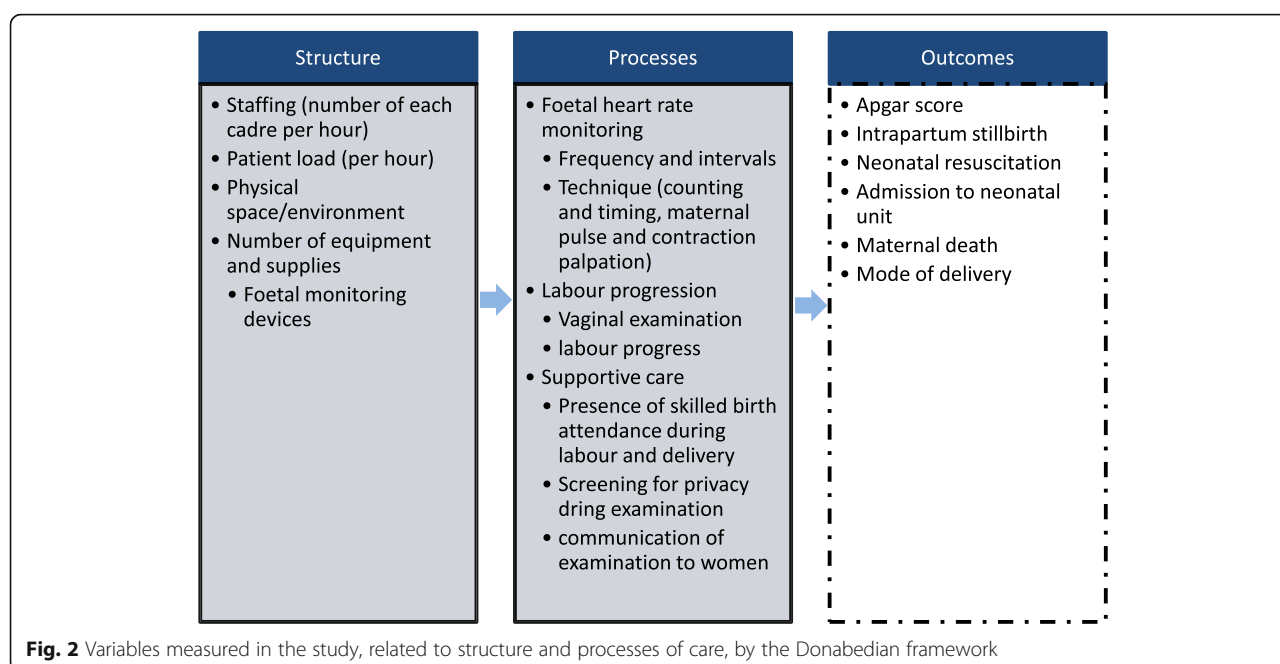 Structure
• Staffing (number of each
cadre per hour)
• Patient load (per hour)
• Physical
space/environment
• Number of equipment
and supplies
• Foetal monitoring
devices
Processes
• Foetal heart rate
monitoring
• Frequency and intervals
• Technique (counting
and timing, maternal
pulse and contraction
palpation)
• Labour progression
• Vaginal examination
• labour progress
• Supportive care
• Presence of skilled birth
attendance during
labour and delivery
• Screening for privacy
dring examination
• communication of
examination to women
Outcomes
• Apgar score
• Intrapartum stillbirth
• Neonatal resuscitation
• Admission to neonatal
unit
• Maternal death
• Mode of delivery
Fig. 2 Variables measured in the study, related to structure and processes of care, by the Donabedian framework